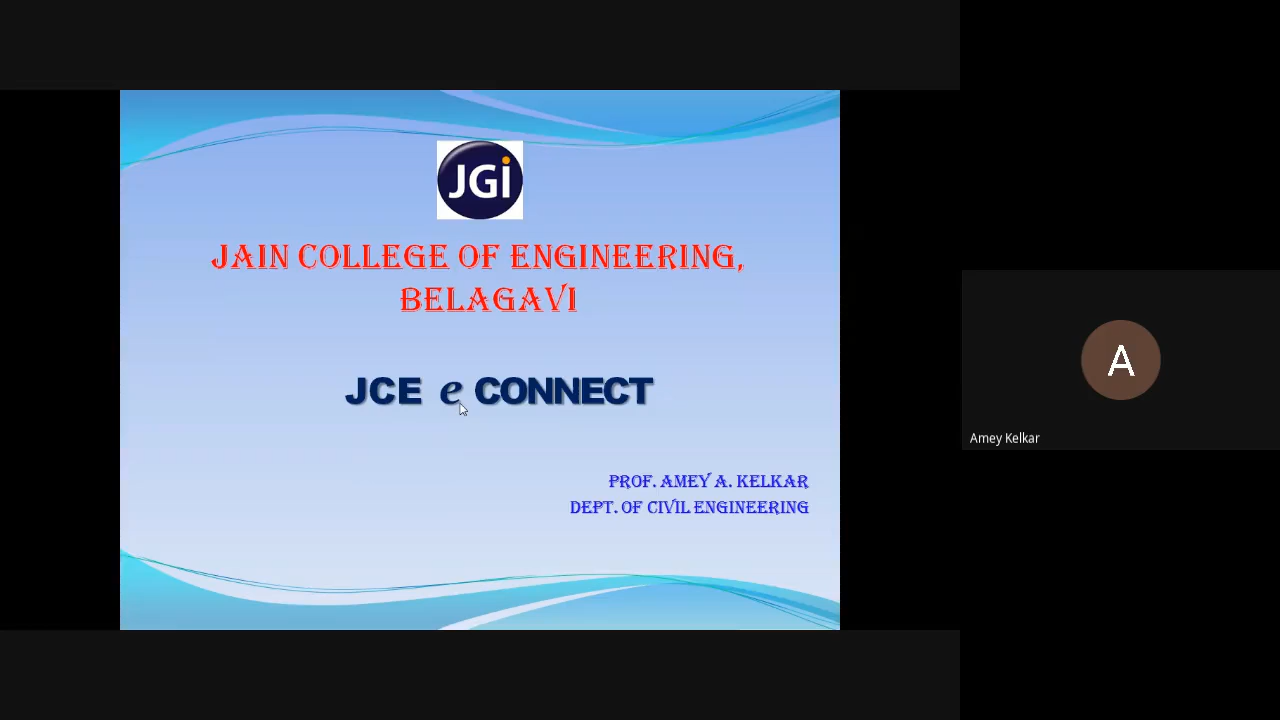 JGi
JAIN COLLEGE OF ENGINEERING,
BELAGAVI
JCE e CONNECT
PROF. AMEY A. KELKAR
DEPT. OF CIVIL ENGINEERING
A
Amey Kelkar